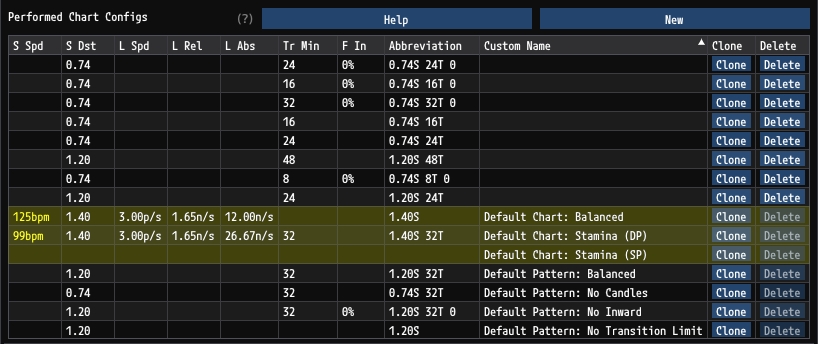 Performed Chart Configs (?) Help New
S Spd S Dst L Spd L Rel L Abs Tr Min F In Abbreviation Custom Name Clone Delete
0.74 24 0% 0.74S 24T 0 Clone Delete
0.74 16 0% 0.74S 16T 0 Clone Delete
0.74 32 0% 0.74S 32T 0 Clone Delete
0.74 16 0.74S 16T Clone Delete
0.74 24 0.74S 24T Clone Delete
1.20 48 1.20S 48T Clone Delete
0.74 8 0% 0.74S 8T 0 Clone Delete
1.20 24 1.20S 24T Clone Delete
125bpm 1.40 3.00p/s 1.65n/s 12.00n/s 1.40S Default Chart: Balanced Clone Delete
99bpm 1.40 3.00p/s 1.65n/s 26.67n/s 32 1.40S 32T Default Chart: Stamina (DP) Clone Delete
Default Chart: Stamina (SP) Clone Delete
1.20 32 1.20S 32T Default Pattern: Balanced Clone Delete
0.74 32 0.74S 32T Default Pattern: No Candles Clone Delete
1.20 32 0% 1.20S 32T 0 Default Pattern: No Inward Clone Delete
1.20 1.20S Default Pattern: No Transition Limit Clone Delete